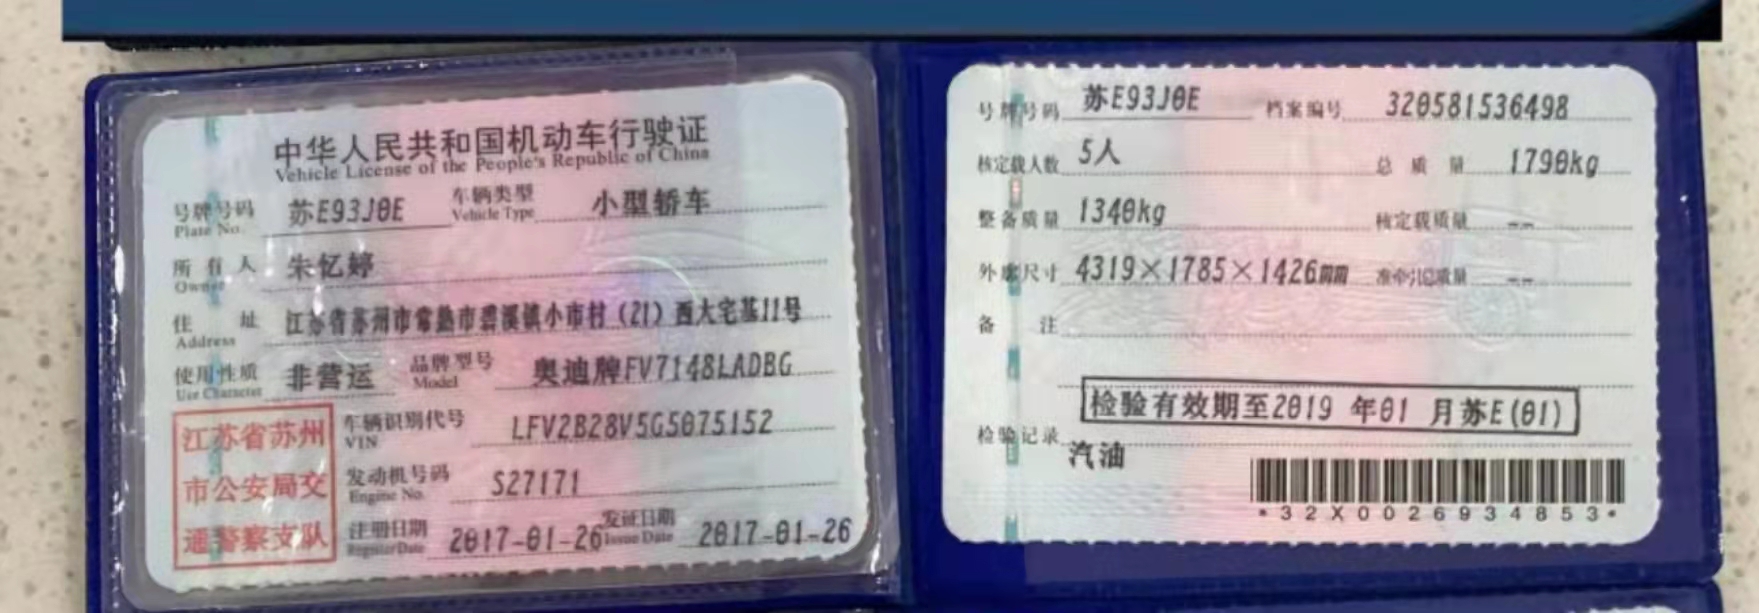 中华人民共和国机动车行驶证
Vehicle License of the People's Republic of China
号牌号码 苏E93J0E 车辆类型 小型轿车
Plate No. Vehicle Type
所有人 朱忆婷
Owner
住址 江苏省苏州市常熟市碧溪镇小市村（21）西大宅基11号
Address
使用性质 非营运 品牌型号 奥迪牌FV7148LADBG
Use Character Model
车辆识别代号 LFV2B28V5G5075152
VIN
发动机号码 S27171
Engine No.
注册日期 2017-01-26 发证日期 2017-01-26
Register Date Issue Date
江苏省苏州
市公安局交
通警察支队
号牌号码 苏E93J0E 档案编号 320581536498
核定载人数 5人 总质量 1790kg
整备质量 1340kg 核定载质量 --
外廓尺寸 4319×1785×1426mm 准牵引总质量 --
备注
检验有效期至2019 年01 月苏E(01)
检验记录
汽油
*32X0026934853*